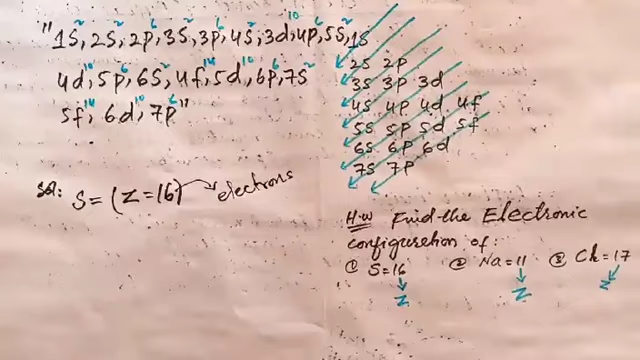 "1S², 2S², 2p⁶, 3S², 3p⁶, 4S², 3d¹⁰, 4p⁶, 5S², 1S
4d¹⁰, 5p⁶, 6S², 4f¹⁴, 5d¹⁰, 6p⁶, 7S²
5f¹⁴, 6d¹⁰, 7p⁶"
2S 2p
3S 3p 3d
4S 4p 4d 4f
5S 5p 5d 5f
6S 6p 6d
7S 7p
Sol: S = (Z=16) → electrons
H.W Find the Electronic
configuration of:
① S=16 ② Na=11 ③ Ch=17
Z Z Z